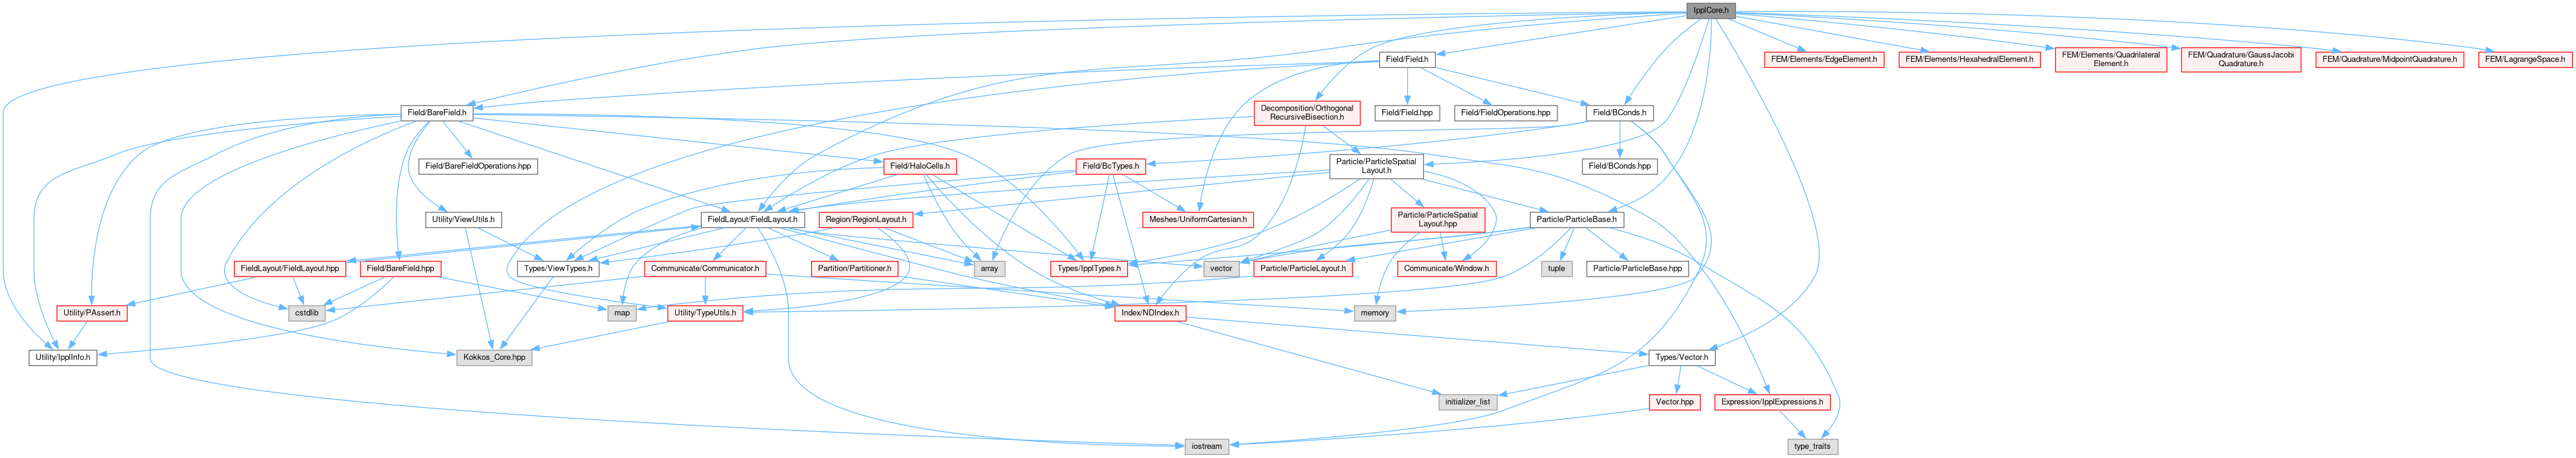 IpplCore.h
Field/Field.h
FEM/Elements/EdgeElement.h
FEM/Elements/HexahedralElement.h
FEM/Elements/Quadrilateral
Element.h
FEM/Quadrature/GaussJacobi
Quadrature.h
FEM/Quadrature/MidpointQuadrature.h
FEM/LagrangeSpace.h
Field/BareField.h
Decomposition/Orthogonal
RecursiveBisection.h
Field/Field.hpp
Field/FieldOperations.hpp
Field/BConds.h
Field/BareFieldOperations.hpp
Field/HaloCells.h
Field/BcTypes.h
Particle/ParticleSpatial
Layout.h
Field/BConds.hpp
Utility/ViewUtils.h
FieldLayout/FieldLayout.h
Region/RegionLayout.h
Meshes/UniformCartesian.h
Particle/ParticleSpatial
Layout.hpp
Particle/ParticleBase.h
FieldLayout/FieldLayout.hpp
Field/BareField.hpp
Types/ViewTypes.h
Communicate/Communicator.h
Partition/Partitioner.h
array
Types/IpplTypes.h
vector
Particle/ParticleLayout.h
Communicate/Window.h
tuple
Particle/ParticleBase.hpp
Utility/PAssert.h
cstdlib
map
Utility/TypeUtils.h
Index/NDIndex.h
memory
Utility/IpplInfo.h
Kokkos_Core.hpp
Types/Vector.h
initializer_list
Vector.hpp
Expression/IpplExpressions.h
iostream
type_traits